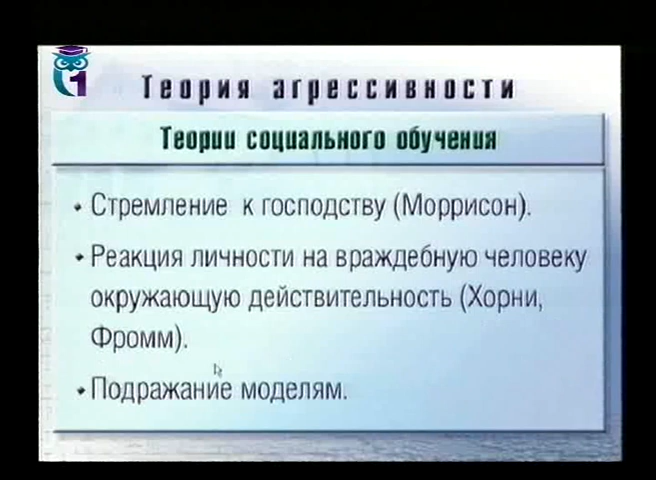 1
Теория агрессивности
Теории социального обучения
• Стремление к господству (Моррисон).
• Реакция личности на враждебную человеку
окружающую действительность (Хорни,
Фромм).
• Подражание моделям.